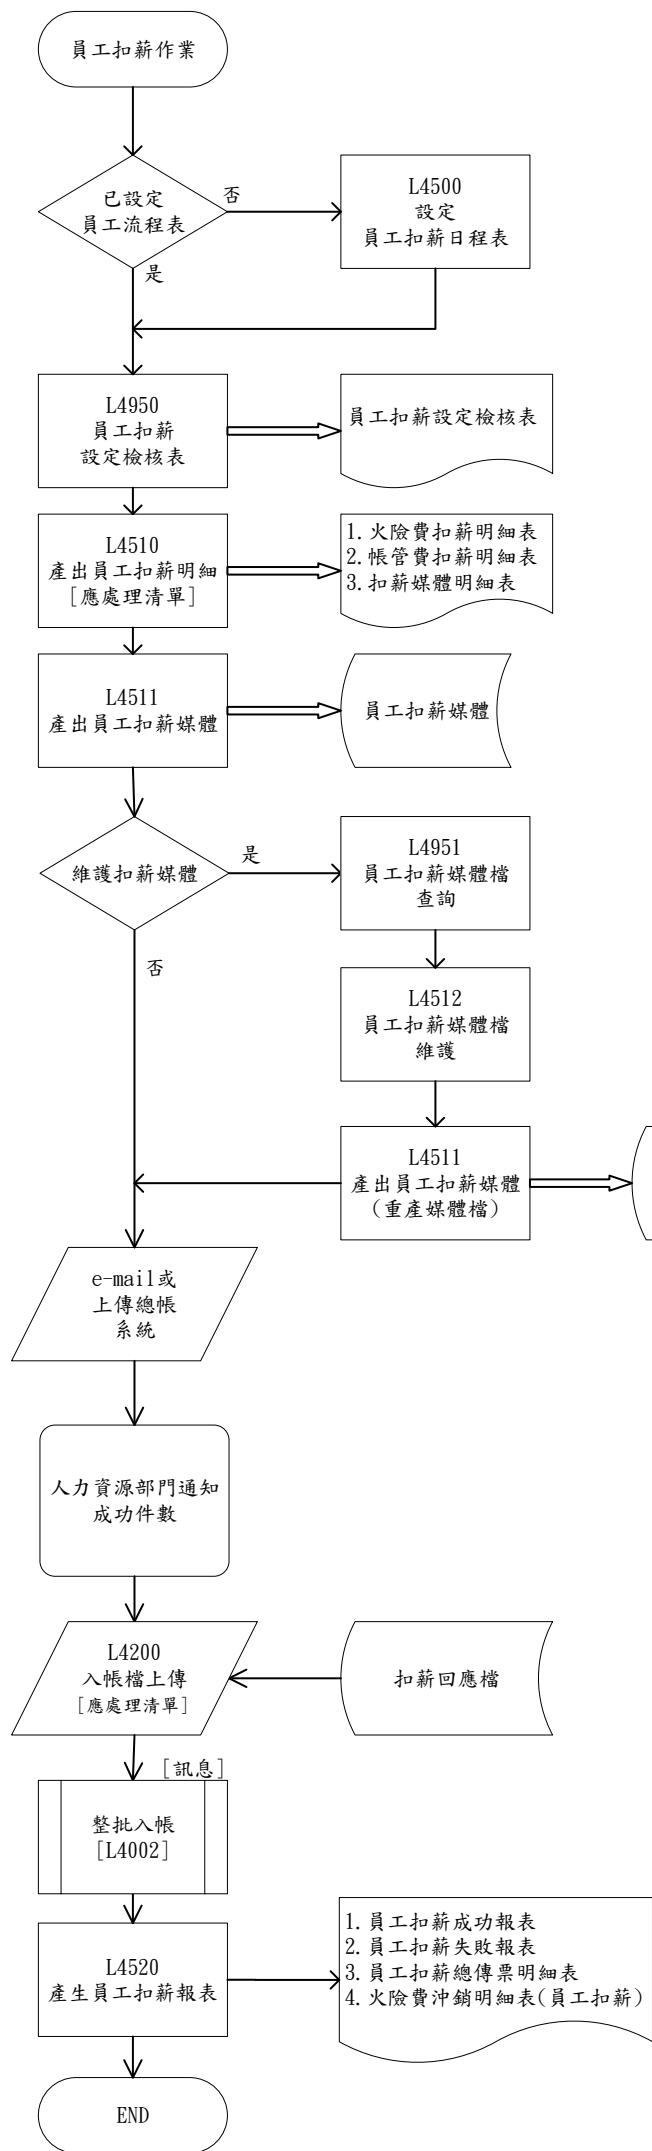 員工扣薪作業
已設定
員工流程表
否
是
L4500
設定
員工扣薪日程表
L4950
員工扣薪
設定檢核表
員工扣薪設定檢核表
L4510
產出員工扣薪明細
[應處理清單]
1.火險費扣薪明細表
2.帳管費扣薪明細表
3.扣薪媒體明細表
L4511
產出員工扣薪媒體
員工扣薪媒體
維護扣薪媒體
是
否
L4951
員工扣薪媒體檔
查詢
L4512
員工扣薪媒體檔
維護
L4511
產出員工扣薪媒體
(重產媒體檔)
e-mail或
上傳總帳
系統
人力資源部門通知
成功件數
L4200
入帳檔上傳
[應處理清單]
扣薪回應檔
[訊息]
整批入帳
[L4002]
L4520
產生員工扣薪報表
1.員工扣薪成功報表
2.員工扣薪失敗報表
3.員工扣薪總傳票明細表
4.火險費沖銷明細表(員工扣薪)
END